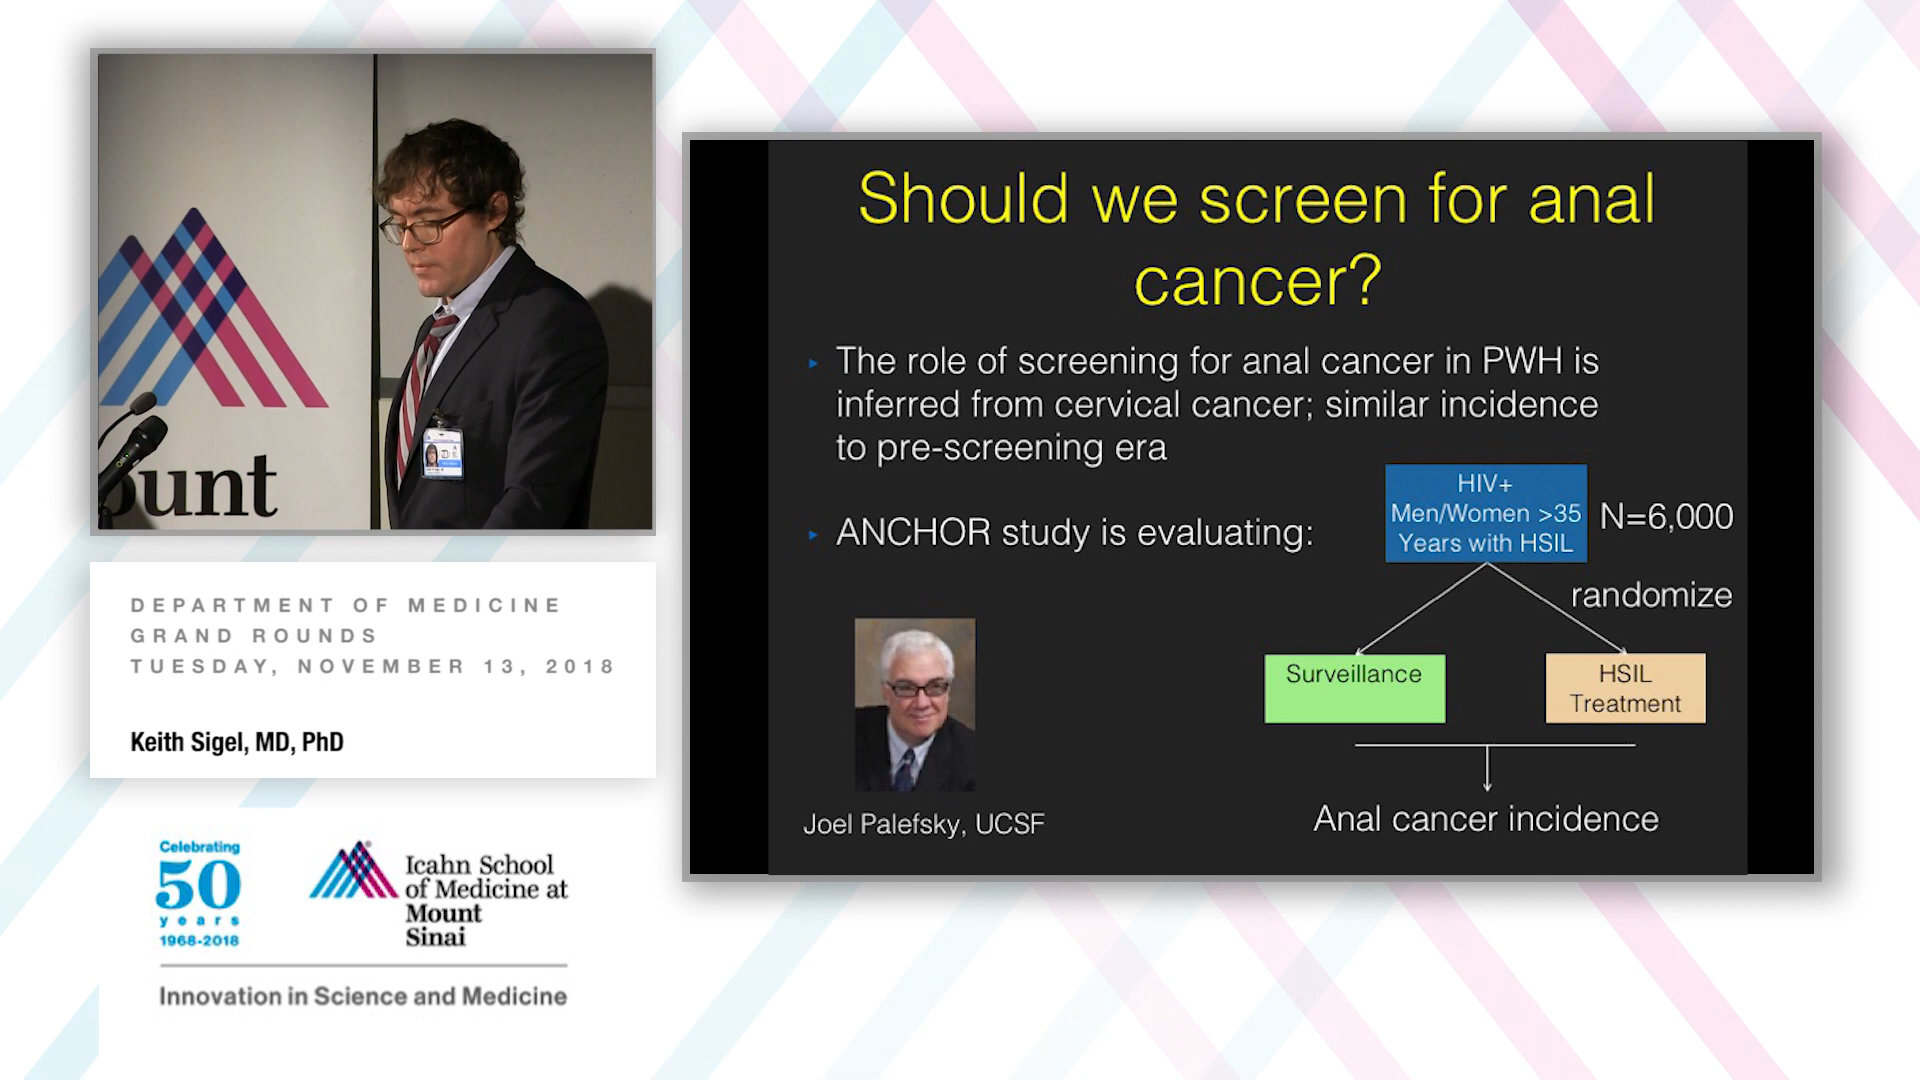 ount
DEPARTMENT OF MEDICINE
GRAND ROUNDS
TUESDAY, NOVEMBER 13, 2018
Keith Sigel, MD, PhD
Celebrating
50
years
1968-2018
Icahn School
of Medicine at
Mount
Sinai
Innovation in Science and Medicine
Should we screen for anal
cancer?
▸ The role of screening for anal cancer in PWH is
inferred from cervical cancer; similar incidence
to pre-screening era
▸ ANCHOR study is evaluating:
HIV+
Men/Women >35
Years with HSIL
N=6,000
randomize
Surveillance
HSIL
Treatment
Anal cancer incidence
Joel Palefsky, UCSF